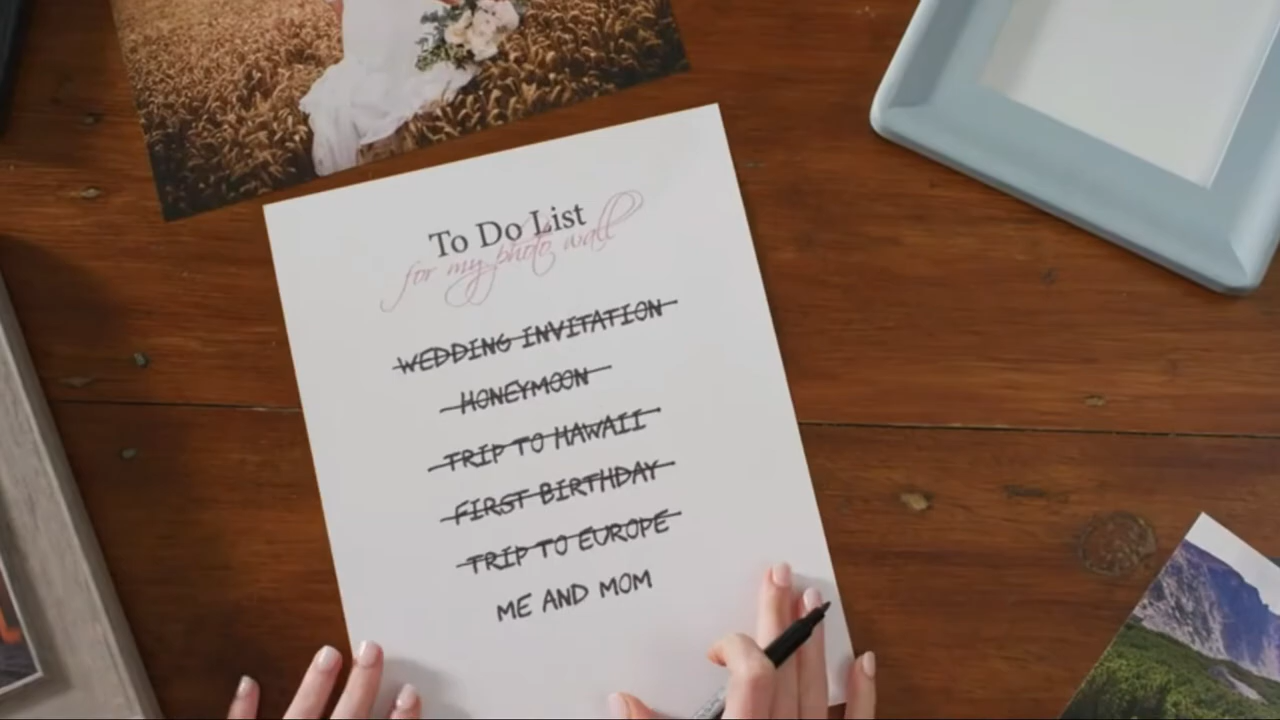 To Do List
for my photo wall
WEDDING INVITATION
HONEYMOON
TRIP TO HAWAII
FIRST BIRTHDAY
TRIP TO EUROPE
ME AND MOM